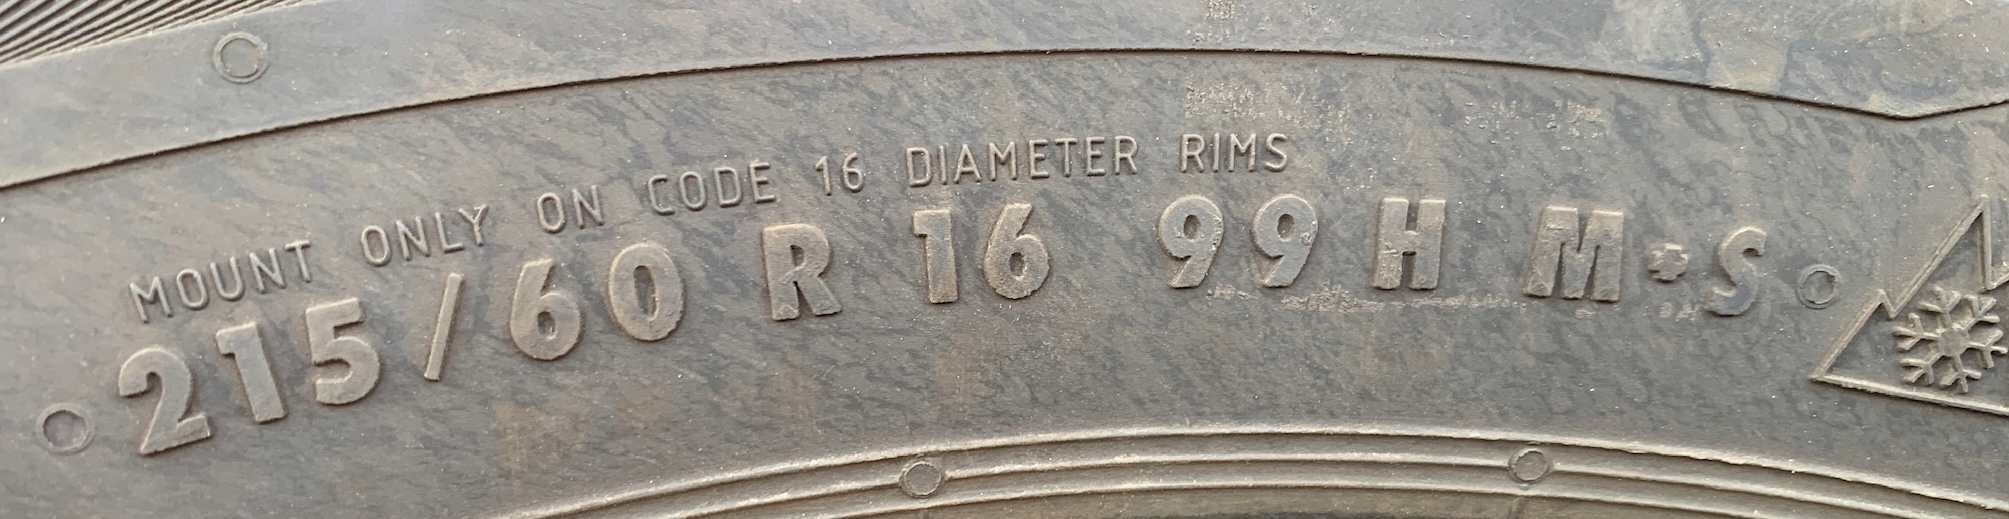 MOUNT ONLY ON CODE 16 DIAMETER RIMS
215/60 R 16 99 H M+S